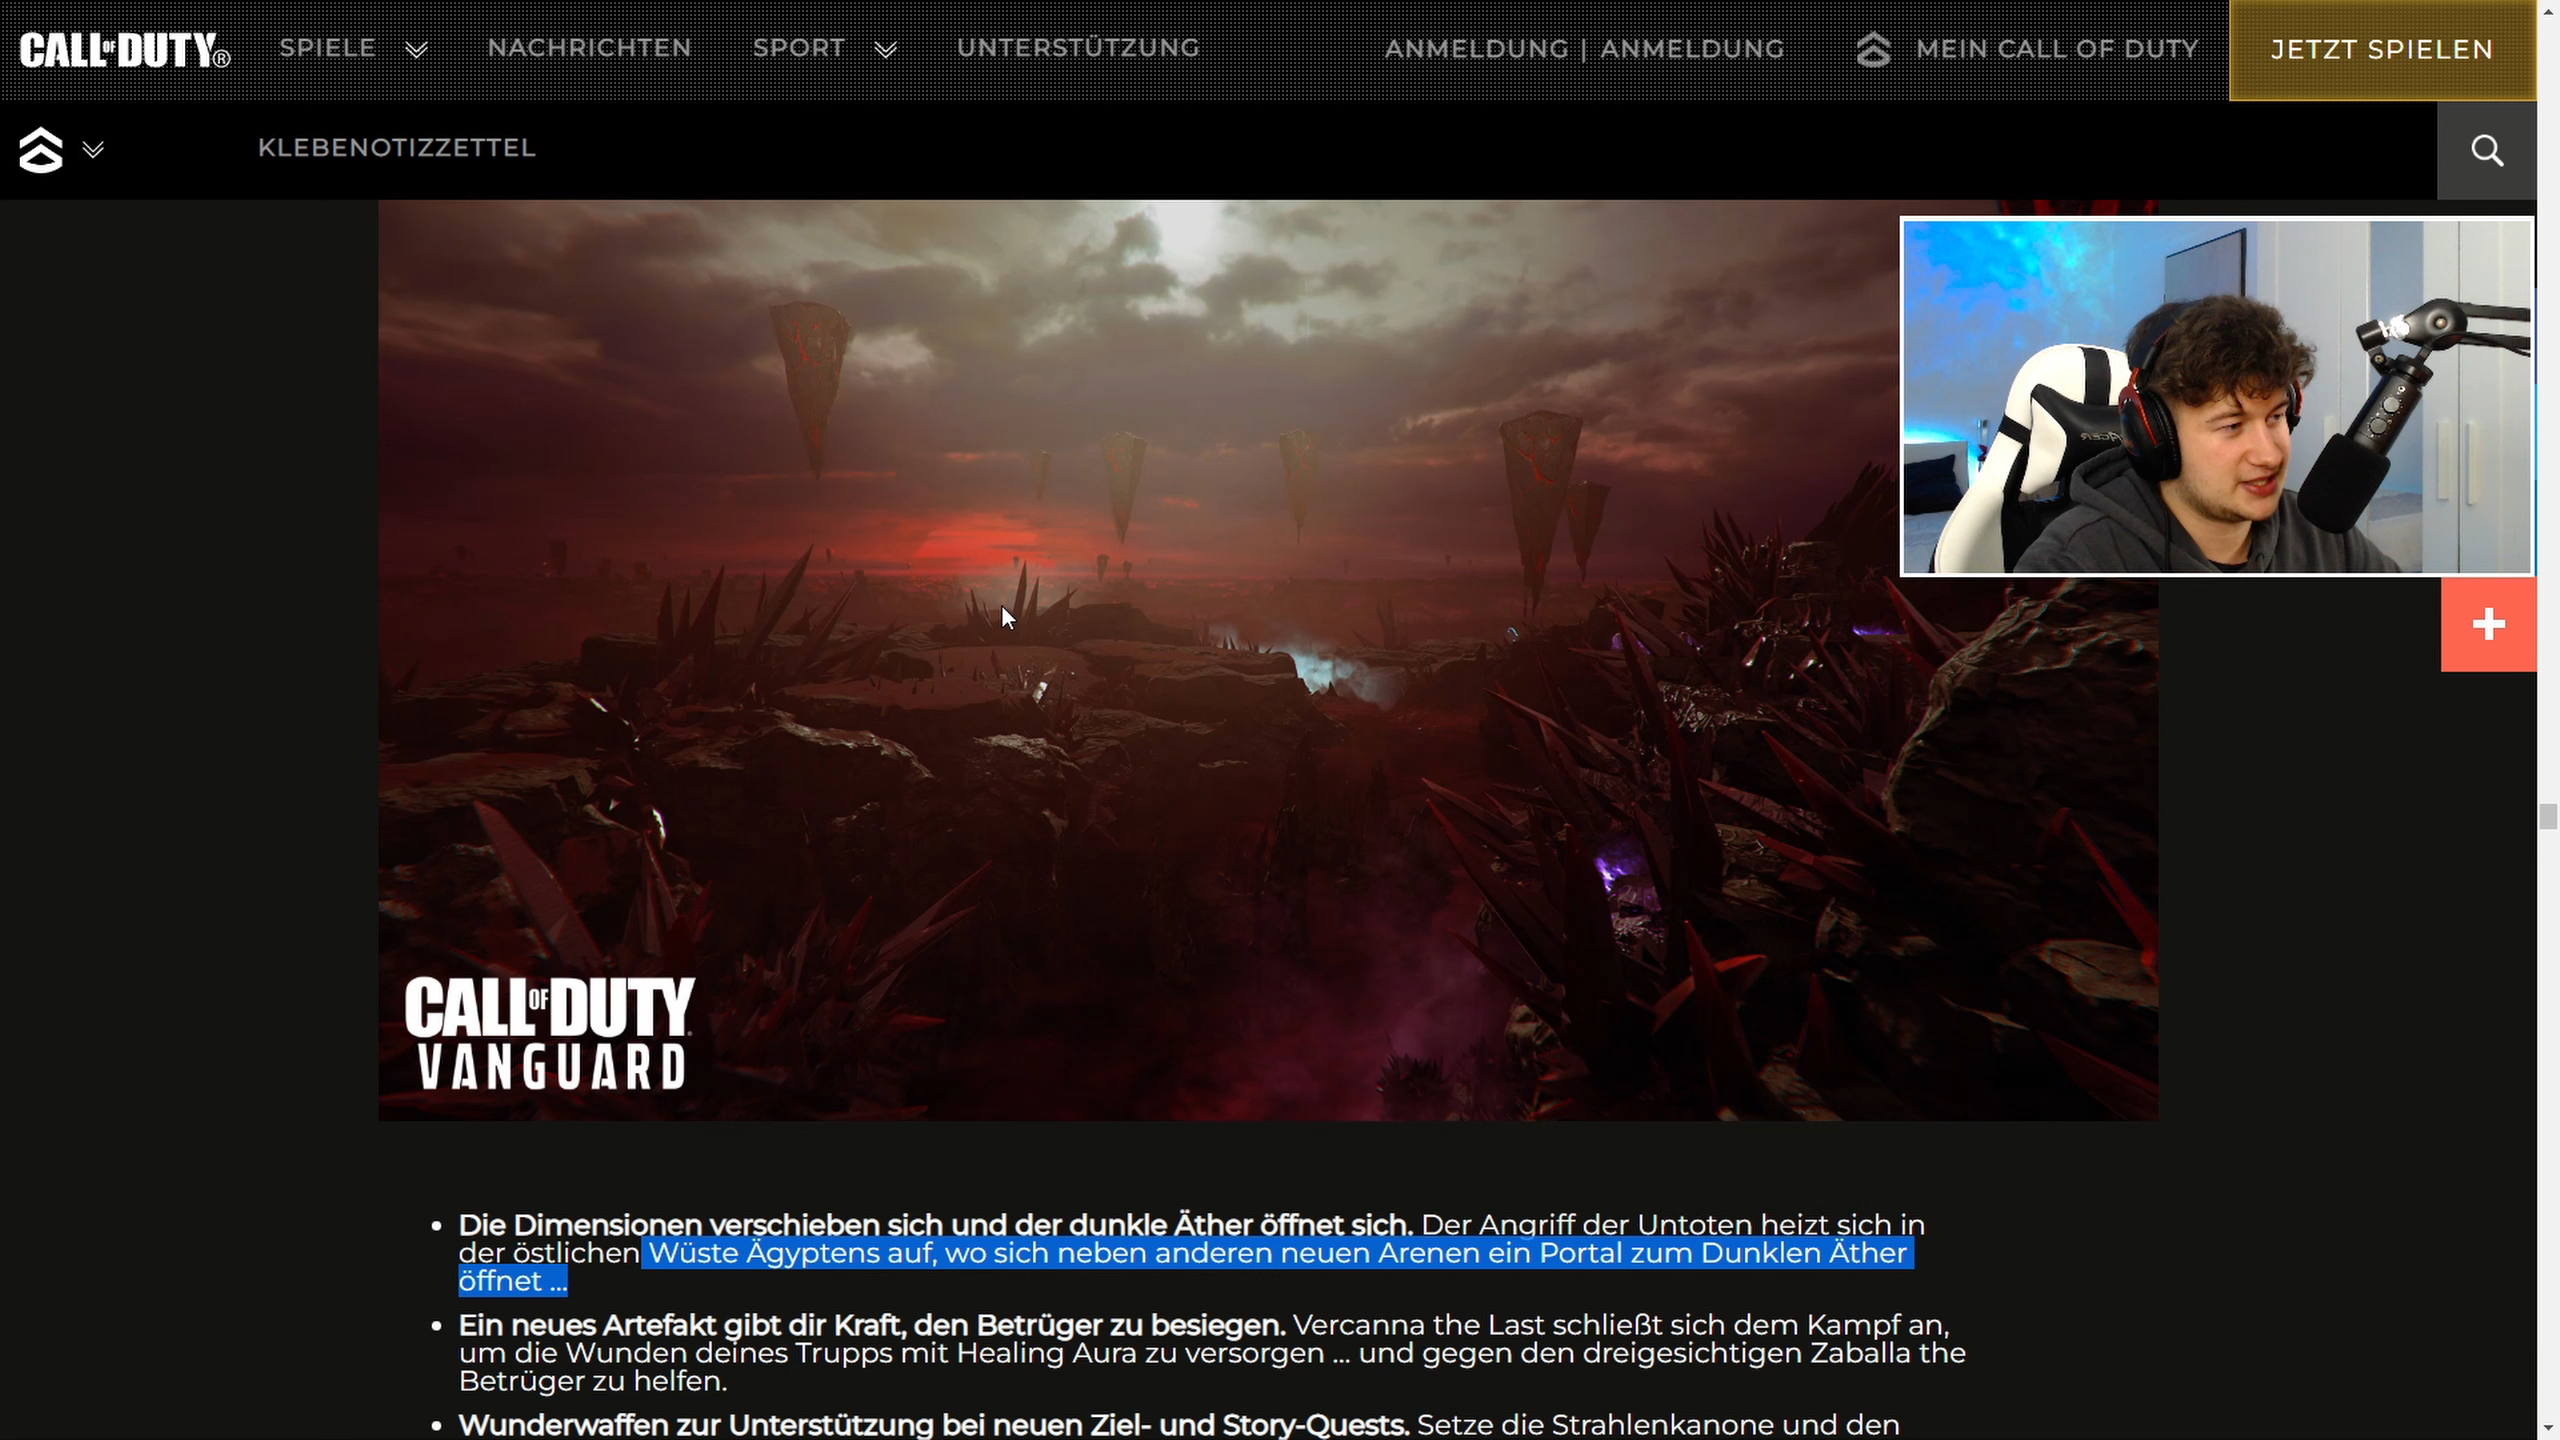 CALL OF DUTY® SPIELE NACHRICHTEN SPORT UNTERSTÜTZUNG ANMELDUNG | ANMELDUNG MEIN CALL OF DUTY JETZT SPIELEN
KLEBENOTIZZETTEL
CALL OF DUTY
VANGUARD
• Die Dimensionen verschieben sich und der dunkle Äther öffnet sich. Der Angriff der Untoten heizt sich in
der östlichen Wüste Ägyptens auf, wo sich neben anderen neuen Arenen ein Portal zum Dunklen Äther
öffnet ...
• Ein neues Artefakt gibt dir Kraft, den Betrüger zu besiegen. Vercanna the Last schließt sich dem Kampf an,
um die Wunden deines Trupps mit Healing Aura zu versorgen ... und gegen den dreigesichtigen Zaballa the
Betrüger zu helfen.
• Wunderwaffen zur Unterstützung bei neuen Ziel- und Story-Quests. Setze die Strahlenkanone und den